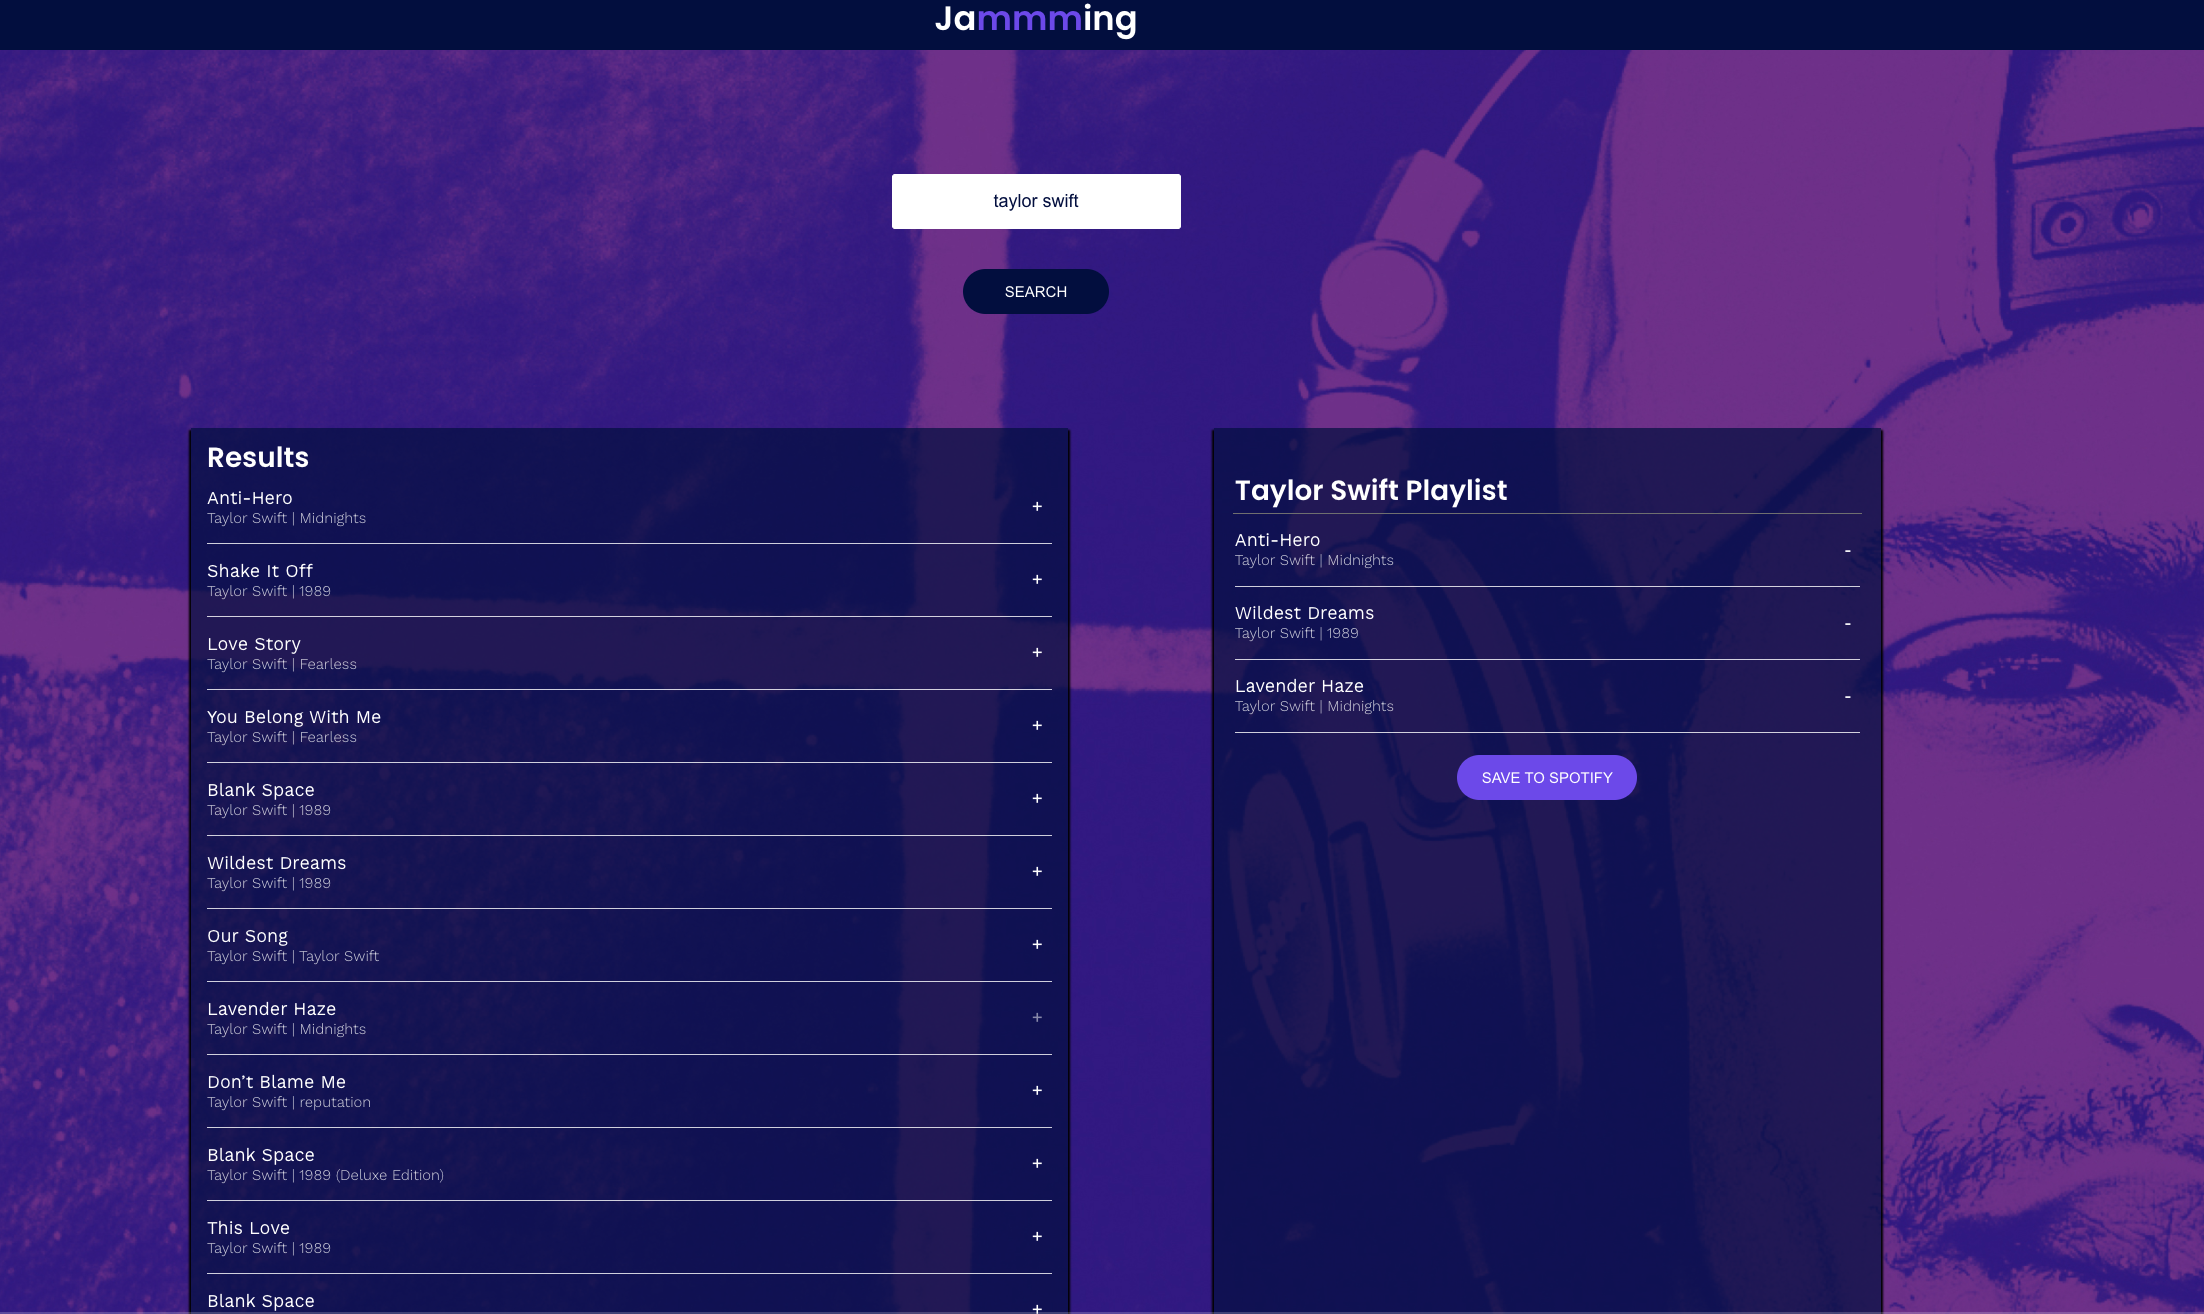 Jammming
taylor swift
SEARCH
Results
Anti-Hero
Taylor Swift | Midnights
+
Shake It Off
Taylor Swift | 1989
+
Love Story
Taylor Swift | Fearless
+
You Belong With Me
Taylor Swift | Fearless
+
Blank Space
Taylor Swift | 1989
+
Wildest Dreams
Taylor Swift | 1989
+
Our Song
Taylor Swift | Taylor Swift
+
Lavender Haze
Taylor Swift | Midnights
+
Don’t Blame Me
Taylor Swift | reputation
+
Blank Space
Taylor Swift | 1989 (Deluxe Edition)
+
This Love
Taylor Swift | 1989
+
Blank Space
+
Taylor Swift Playlist
Anti-Hero
Taylor Swift | Midnights
-
Wildest Dreams
Taylor Swift | 1989
-
Lavender Haze
Taylor Swift | Midnights
-
SAVE TO SPOTIFY